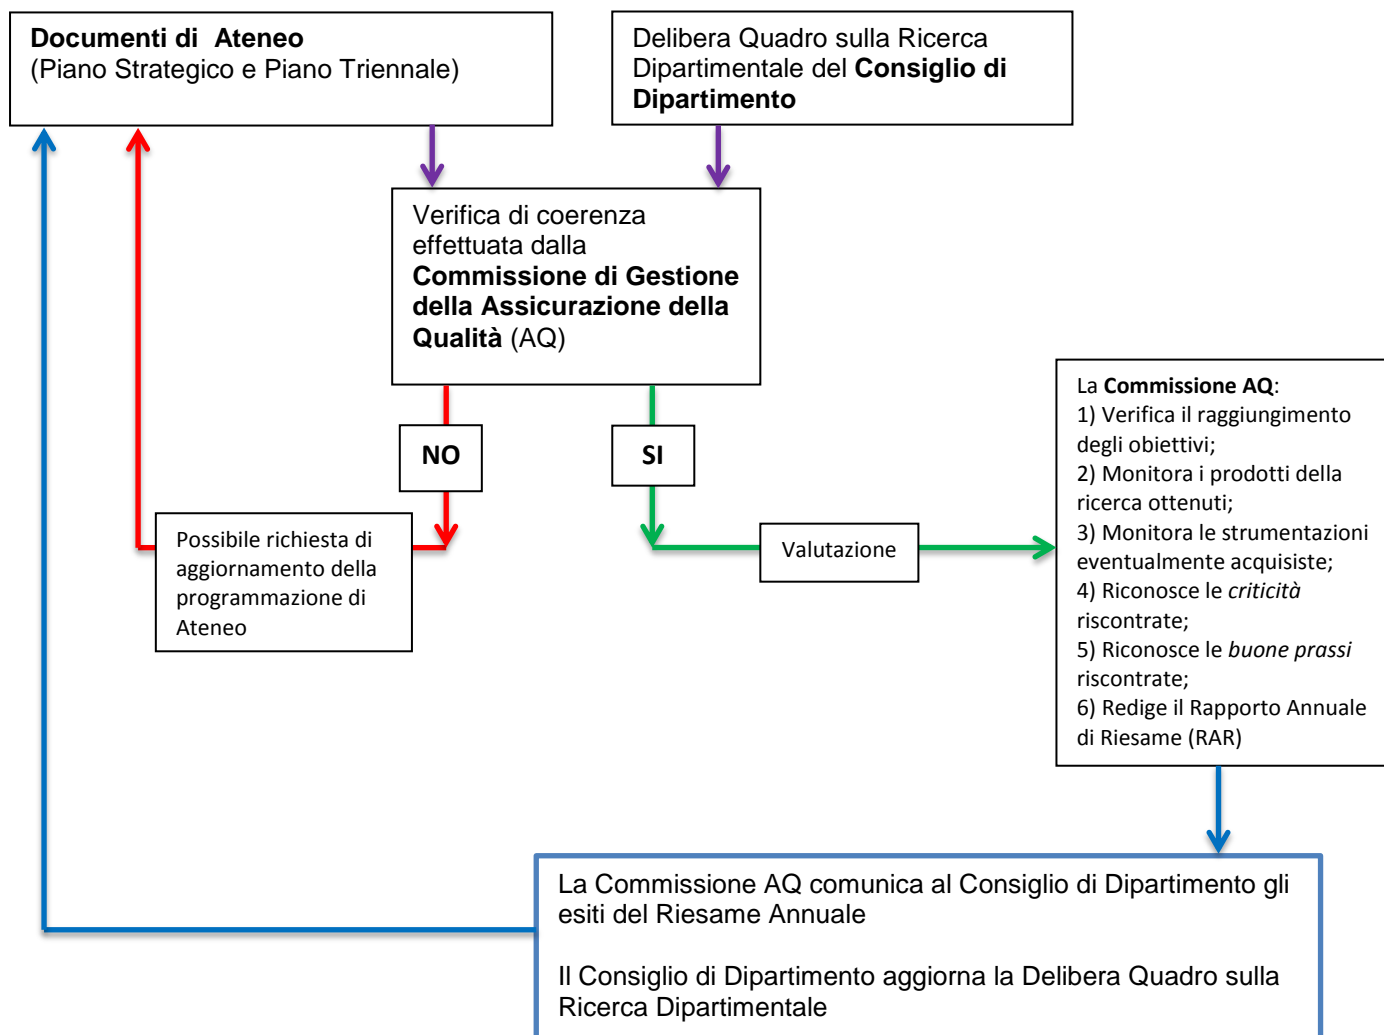 Documenti di  Ateneo
(Piano Strategico e Piano Triennale)
Delibera Quadro sulla Ricerca
Dipartimentale del Consiglio di
Dipartimento
Verifica di coerenza
effettuata dalla
Commissione di Gestione
della Assicurazione della
Qualità (AQ)
NO
SI
Possibile richiesta di
aggiornamento della
programmazione di
Ateneo
Valutazione
La Commissione AQ:
1) Verifica il raggiungimento
degli obiettivi;
2) Monitora i prodotti della
ricerca ottenuti;
3) Monitora le strumentazioni
eventualmente acquisiste;
4) Riconosce le criticità
riscontrate;
5) Riconosce le buone prassi
riscontrate;
6) Redige il Rapporto Annuale
di Riesame (RAR)
La Commissione AQ comunica al Consiglio di Dipartimento gli
esiti del Riesame Annuale
Il Consiglio di Dipartimento aggiorna la Delibera Quadro sulla
Ricerca Dipartimentale